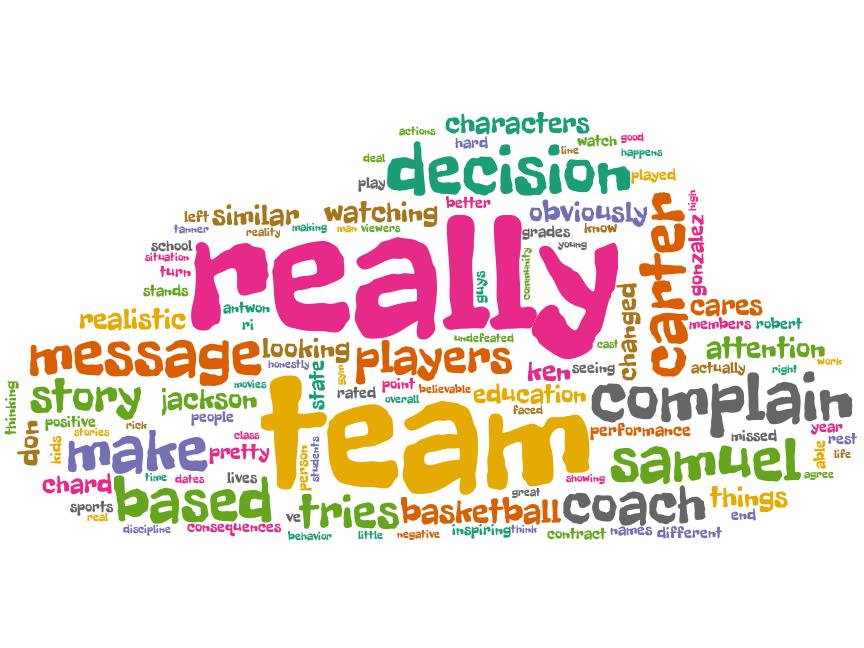 actions characters
hard watch good
line happens
deal decision
play played
left similar watching better obviously high
tanner reality making man viewers grades know
school really young carter gonzalez
situation
turn guys community
stands antwon changed cares
realistic ri members robert
undefeated cast
message looking players attention
honestly ken seeing actually right work
thinking story jackson movies state gym rated point believable education complain
overall
positive people team faced
don kids stories rick performance missed year
make class pretty person students rest
samuel able life
chard time dates lives showing agree
sports based great things
real ve tries basketball coach end
discipline consequences behavior little negative inspiring think contract names different